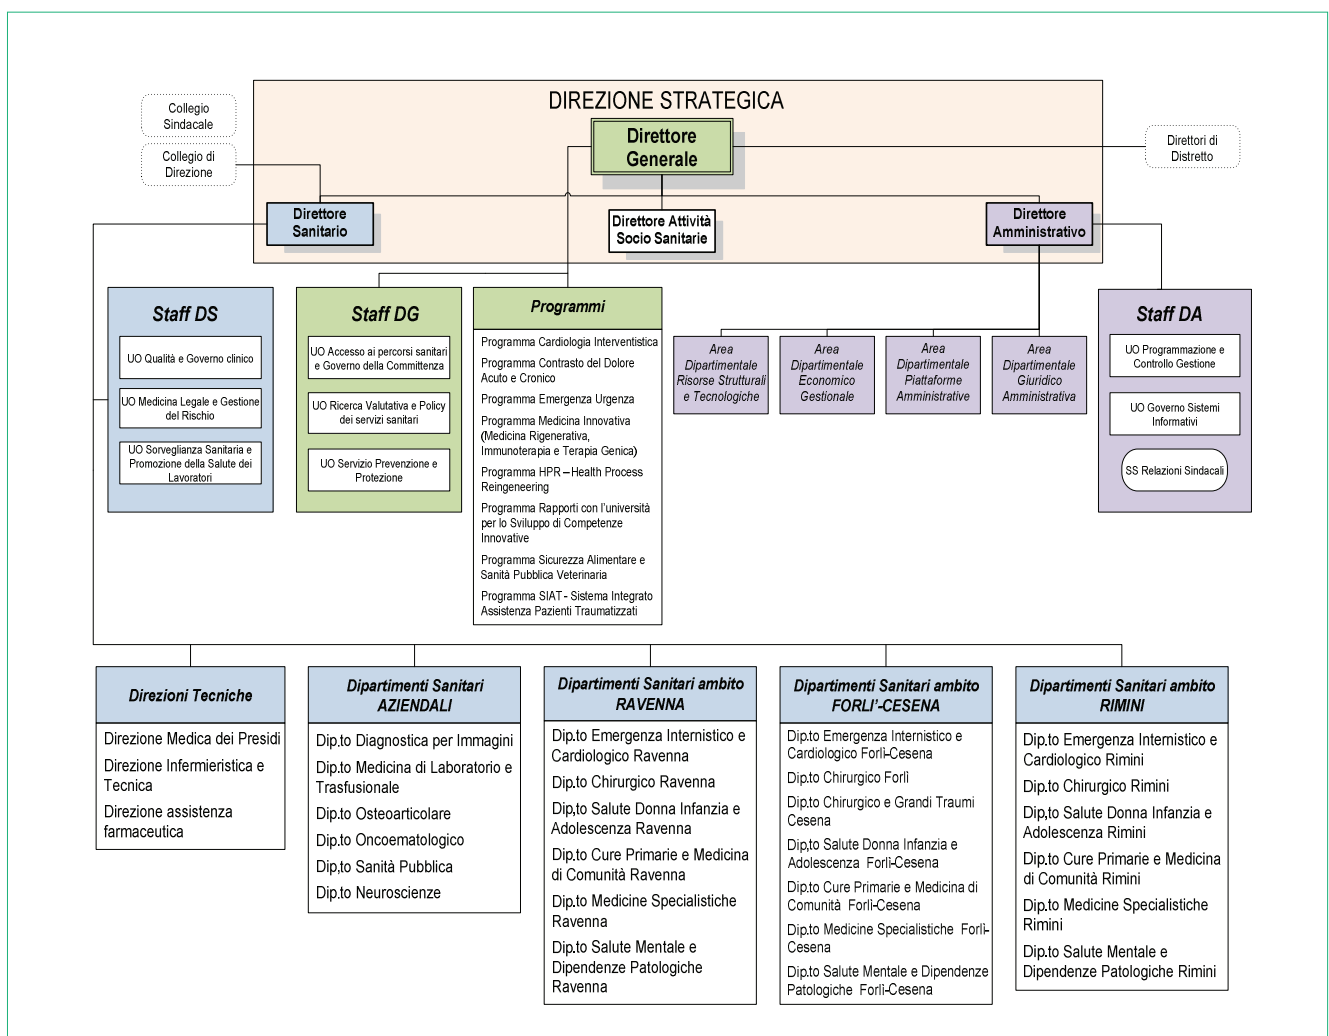 DIREZIONE STRATEGICA
Collegio
Sindacale
Collegio di
Direzione
Direttore
Generale
Direttori di
Distretto
Direttore
Sanitario
Direttore Attività
Socio Sanitarie
Direttore
Amministrativo
Staff DS
UO Qualità e Governo clinico
UO Medicina Legale e Gestione
del Rischio
UO Sorveglianza Sanitaria e
Promozione della Salute dei
Lavoratori
Staff DG
UO Accesso ai percorsi sanitari
e Governo della Committenza
UO Ricerca Valutativa e Policy
dei servizi sanitari
UO Servizio Prevenzione e
Protezione
Programmi
Programma Cardiologia Interventistica
Programma Contrasto del Dolore
Acuto e Cronico
Programma Emergenza Urgenza
Programma Medicina Innovativa
(Medicina Rigenerativa,
Immunoterapia e Terapia Genica)
Programma HPR – Health Process
Reingeneering
Programma Rapporti con l'università
per lo Sviluppo di Competenze
Innovative
Programma Sicurezza Alimentare e
Sanità Pubblica Veterinaria
Programma SIAT - Sistema Integrato
Assistenza Pazienti Traumatizzati
Area
Dipartimentale
Risorse Strutturali
e Tecnologiche
Area
Dipartimentale
Economico
Gestionale
Area
Dipartimentale
Piattaforme
Amministrative
Area
Dipartimentale
Giuridico
Amministrativa
Staff DA
UO Programmazione e
Controllo Gestione
UO Governo Sistemi
Informativi
SS Relazioni Sindacali
Direzioni Tecniche
Direzione Medica dei Presidi
Direzione Infermieristica e
Tecnica
Direzione assistenza
farmaceutica
Dipartimenti Sanitari
AZIENDALI
Dip.to Diagnostica per Immagini
Dip.to Medicina di Laboratorio e
Trasfusionale
Dip.to Osteoarticolare
Dip.to Oncoematologico
Dip,to Sanità Pubblica
Dip.to Neuroscienze
Dipartimenti Sanitari ambito
RAVENNA
Dip.to Emergenza Internistico e
Cardiologico Ravenna
Dip.to Chirurgico Ravenna
Dip,to Salute Donna Infanzia e
Adolescenza Ravenna
Dip.to Cure Primarie e Medicina
di Comunità Ravenna
Dip.to Medicine Specialistiche
Ravenna
Dip.to Salute Mentale e
Dipendenze Patologiche
Ravenna
Dipartimenti Sanitari ambito
FORLI'-CESENA
Dip.to Emergenza Internistico e
Cardiologico Forlì-Cesena
Dip.to Chirurgico Forlì
Dip.to Chirurgico e Grandi Traumi
Cesena
Dip,to Salute Donna Infanzia e
Adolescenza Forlì-Cesena
Dip.to Cure Primarie e Medicina di
Comunità Forlì-Cesena
Dip.to Medicine Specialistiche Forlì-
Cesena
Dip.to Salute Mentale e Dipendenze
Patologiche Forlì-Cesena
Dipartimenti Sanitari ambito
RIMINI
Dip.to Emergenza Internistico e
Cardiologico Rimini
Dip.to Chirurgico Rimini
Dip,to Salute Donna Infanzia e
Adolescenza Rimini
Dip.to Cure Primarie e Medicina
di Comunità Rimini
Dip.to Medicine Specialistiche
Rimini
Dip.to Salute Mentale e
Dipendenze Patologiche Rimini